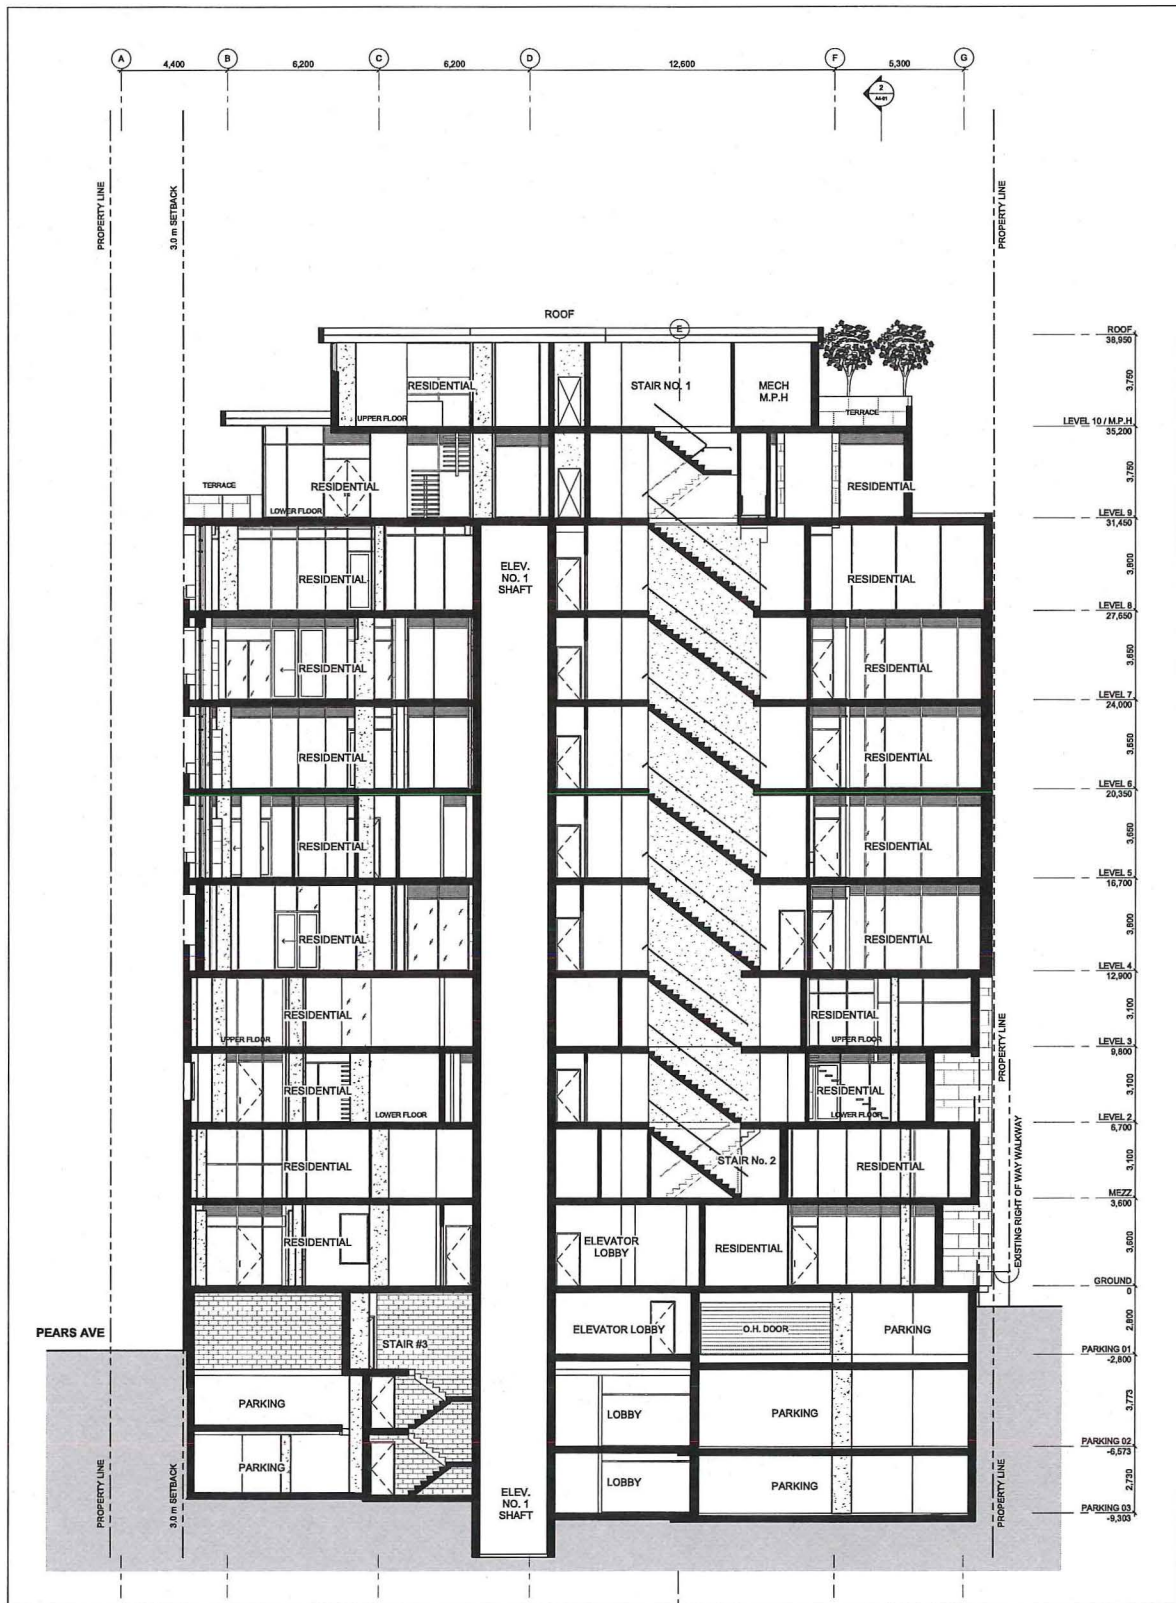 A B C D F G
4,400 6,200 6,200 12,600 5,300
2
A4-01
PROPERTY LINE
3.0 m SETBACK
PROPERTY LINE
ROOF
E
ROOF
38,950
RESIDENTIAL
STAIR NO. 1
MECH
M.P.H
3,750
UPPER FLOOR
TERRACE
LEVEL 10 / M.P.H
35,200
TERRACE
RESIDENTIAL
RESIDENTIAL
3,750
LOWER FLOOR
LEVEL 9
31,450
ELEV.
NO. 1
SHAFT
RESIDENTIAL
RESIDENTIAL
3,800
LEVEL 8
27,650
RESIDENTIAL
RESIDENTIAL
3,650
LEVEL 7
24,000
RESIDENTIAL
RESIDENTIAL
3,650
LEVEL 6
20,350
RESIDENTIAL
RESIDENTIAL
3,650
LEVEL 5
16,700
RESIDENTIAL
RESIDENTIAL
3,800
LEVEL 4
12,900
RESIDENTIAL
RESIDENTIAL
3,100
UPPER FLOOR
UPPER FLOOR
PROPERTY LINE
LEVEL 3
9,800
RESIDENTIAL
RESIDENTIAL
3,100
LOWER FLOOR
LOWER FLOOR
LEVEL 2
6,700
RESIDENTIAL
STAIR No. 2
RESIDENTIAL
3,100
EXISTING RIGHT OF WAY WALKWAY
MEZZ
3,600
RESIDENTIAL
ELEVATOR
LOBBY
RESIDENTIAL
3,600
GROUND
0
PEARS AVE
STAIR #3
ELEVATOR LOBBY
O.H. DOOR
PARKING
2,800
PARKING 01
-2,800
PARKING
LOBBY
PARKING
3,773
PARKING 02
-6,573
PROPERTY LINE
3.0 m SETBACK
PARKING
ELEV.
NO. 1
SHAFT
LOBBY
PARKING
PROPERTY LINE
2,730
PARKING 03
-9,303